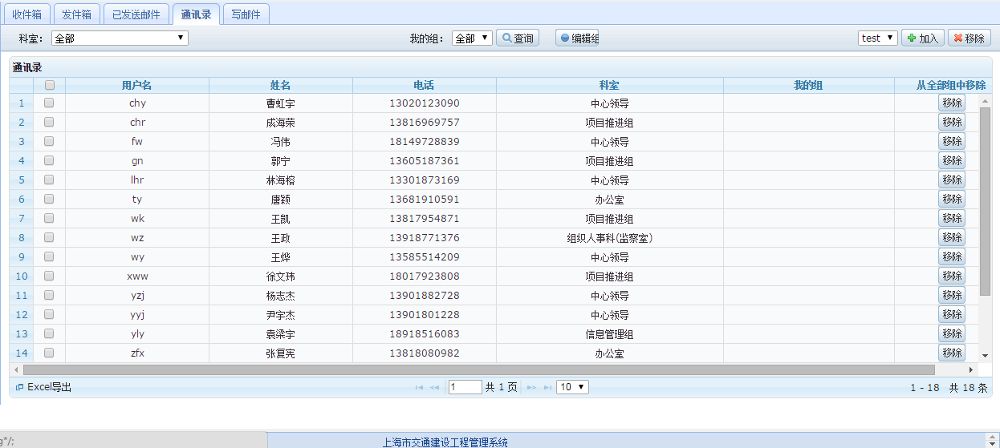 收件箱 发件箱 已发送邮件 通讯录 写邮件
科室： 全部 我的组： 全部 查询 编辑组 test 加入 移除
通讯录
用户名 姓名 电话 科室 我的组 从全部组中移除
1 chy 曹虹宇 13020123090 中心领导 移除
2 chr 成海荣 13816969757 项目推进组 移除
3 fw 冯伟 18149728839 中心领导 移除
4 gn 郭宁 13605187361 项目推进组 移除
5 lhr 林海榕 13301873169 中心领导 移除
6 ty 唐颖 13681910591 办公室 移除
7 wk 王凯 13817954871 项目推进组 移除
8 wz 王政 13918771376 组织人事科(监察室) 移除
9 wy 王烨 13585514209 中心领导 移除
10 xww 徐文玮 18017923808 项目推进组 移除
11 yzj 杨志杰 13901882728 中心领导 移除
12 yyj 尹宇杰 13901801228 中心领导 移除
13 yly 袁梁宇 18918516083 信息管理组 移除
14 zfx 张复宪 13818080982 办公室 移除
Excel导出 1 共 1 页 10 1 - 18 共 18 条
g*/; 上海市交通建设工程管理系统